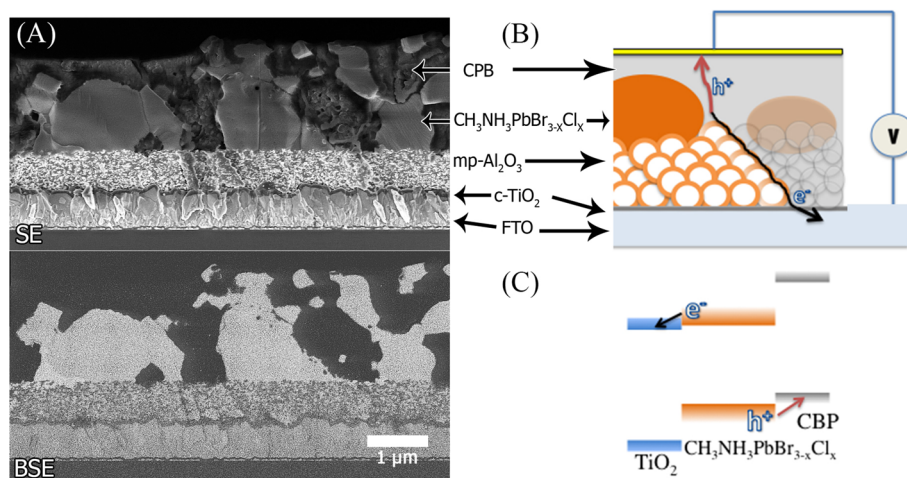 (A)
SE
BSE
1 µm
CPB
CH₃NH₃PbBr₃₋ₓClₓ
mp-Al₂O₃
c-TiO₂
FTO
(B)
h⁺
e⁻
V
(C)
e⁻
h⁺
CBP
TiO₂
CH₃NH₃PbBr₃₋ₓClₓ